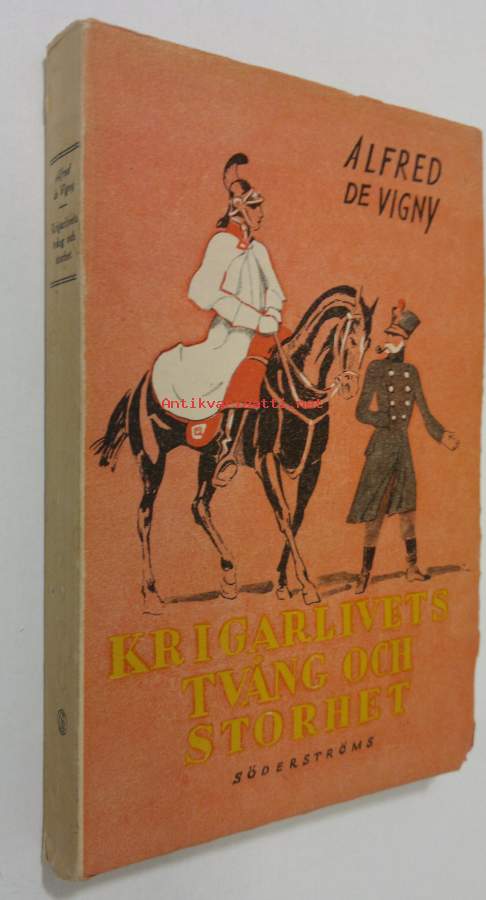 ALFRED
DE VIGNY
Antikvariaatti.net
KRIGARLIVETS
TVÅNG OCH
STORHET
SÖDERSTRÖMS
Alfred
de Vigny
Krigarlivets
tvång och
storhet